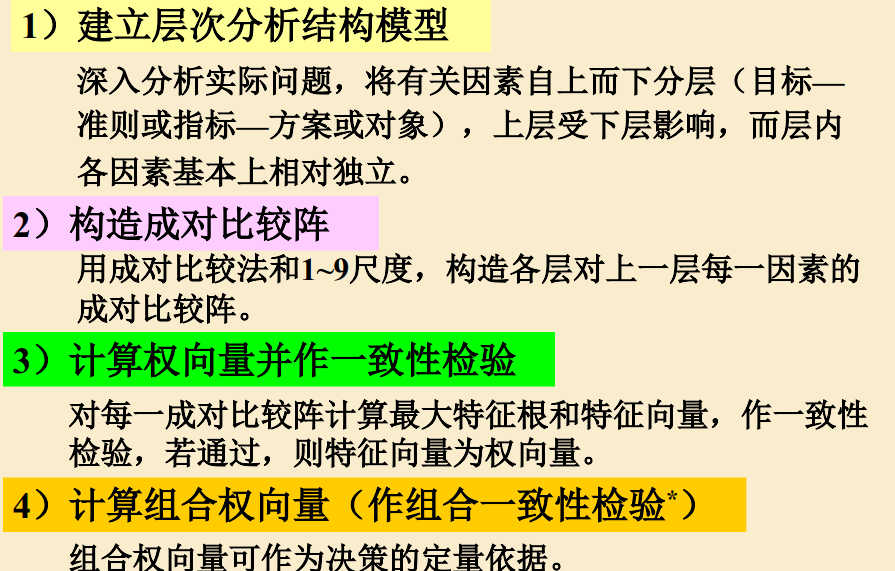 1）建立层次分析结构模型
深入分析实际问题，将有关因素自上而下分层（目标—
准则或指标—方案或对象），上层受下层影响，而层内
各因素基本上相对独立。
2）构造成对比较阵
用成对比较法和1~9尺度，构造各层对上一层每一因素的
成对比较阵。
3）计算权向量并作一致性检验
对每一成对比较阵计算最大特征根和特征向量，作一致性
检验，若通过，则特征向量为权向量。
4）计算组合权向量（作组合一致性检验*）
组合权向量可作为决策的定量依据。